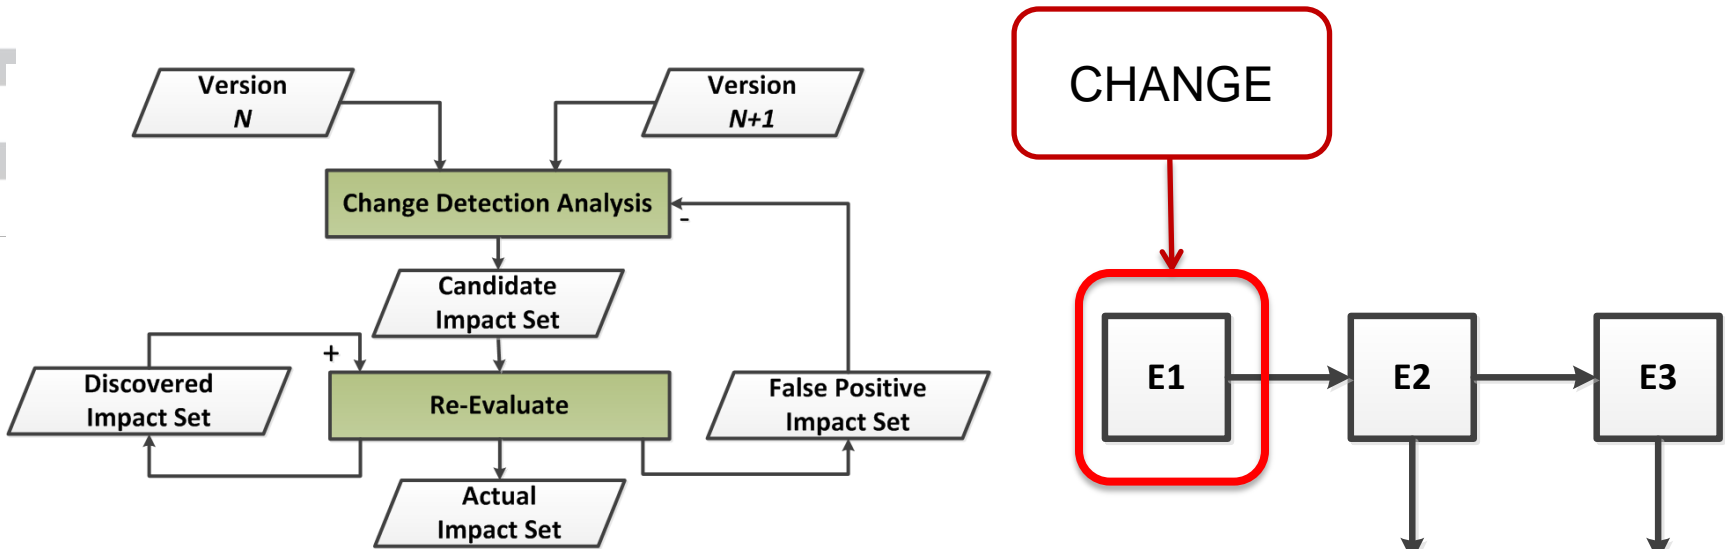 Version
N
Version
N+1
CHANGE
Change Detection Analysis
-
Candidate
Impact Set
+
Discovered
Impact Set
Re-Evaluate
False Positive
Impact Set
Actual
Impact Set
E1
E2
E3